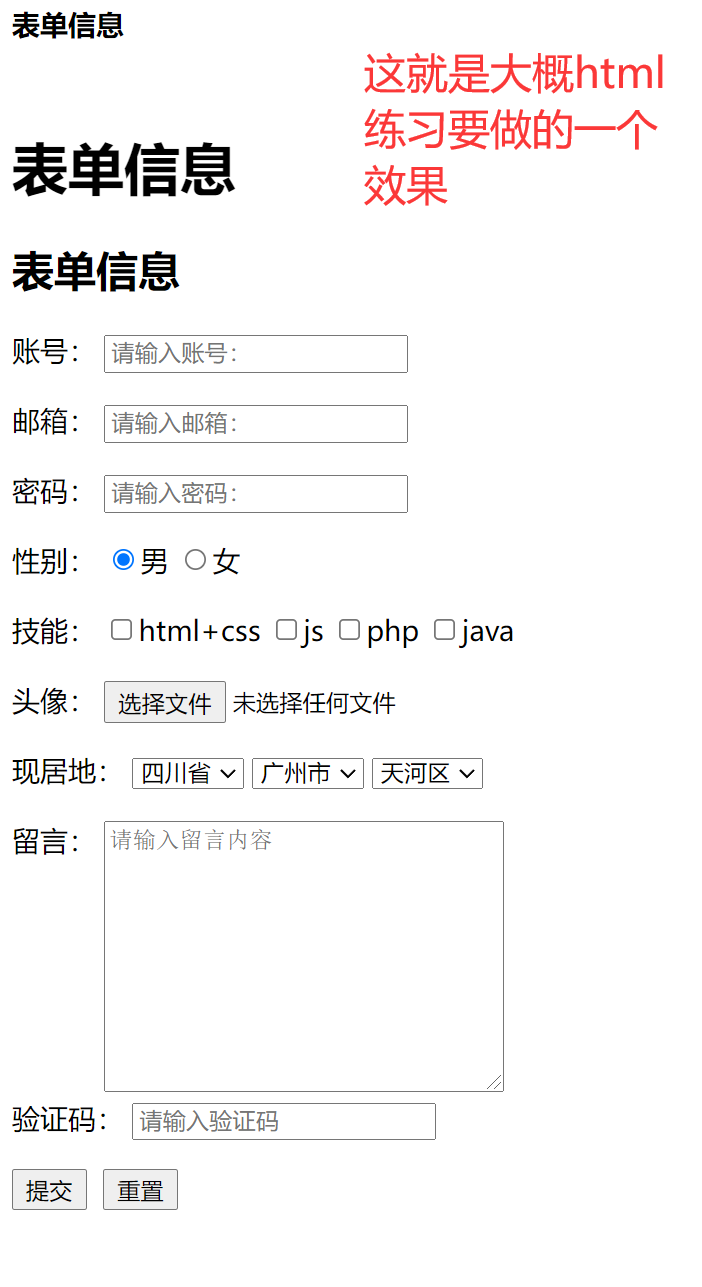 表单信息
这就是大概html
练习要做的一个
效果
表单信息
表单信息
账号： 请输入账号：
邮箱： 请输入邮箱：
密码： 请输入密码：
性别： 男 女
技能： html+css js php java
头像： 选择文件 未选择任何文件
现居地： 四川省 广州市 天河区
留言： 请输入留言内容
验证码： 请输入验证码
提交 重置